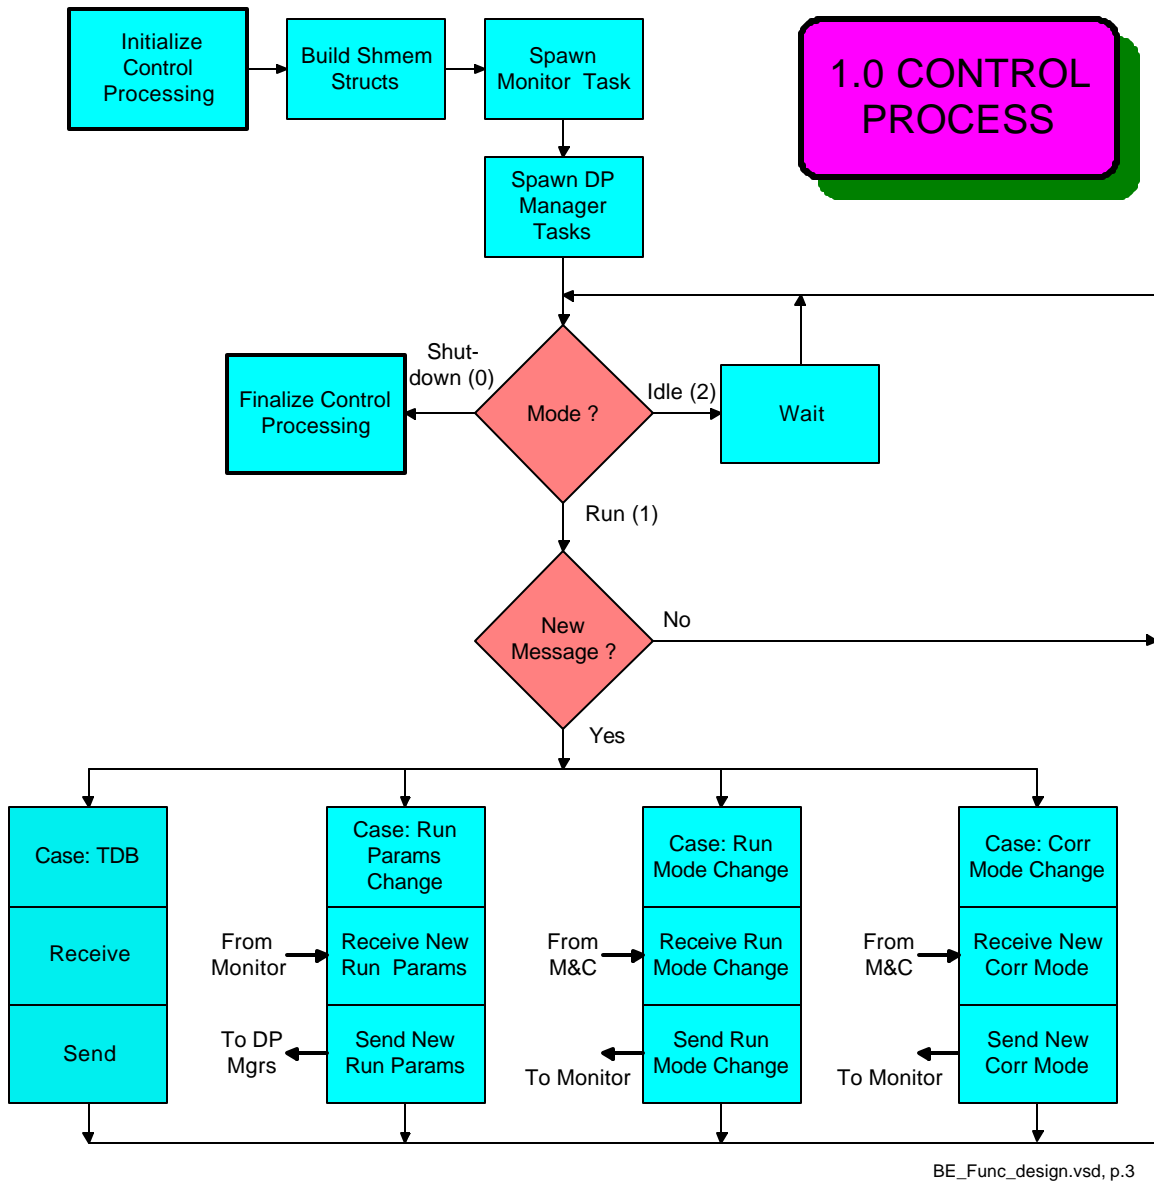 Initialize
Control
Processing
Build Shmem
Structs
Spawn
Monitor Task
1.0 CONTROL
PROCESS
Spawn DP
Manager
Tasks
Shut-
down (0)
Finalize Control
Processing
Mode ?
Idle (2)
Wait
Run (1)
New
Message ?
No
Yes
Case: TDB
Receive
Send
Case: Run
Params
Change
From
Monitor
Receive New
Run Params
To DP
Mgrs
Send New
Run Params
Case: Run
Mode Change
From
M&C
Receive Run
Mode Change
To Monitor
Send Run
Mode Change
Case: Corr
Mode Change
From
M&C
Receive New
Corr Mode
To Monitor
Send New
Corr Mode
BE_Func_design.vsd, p.3